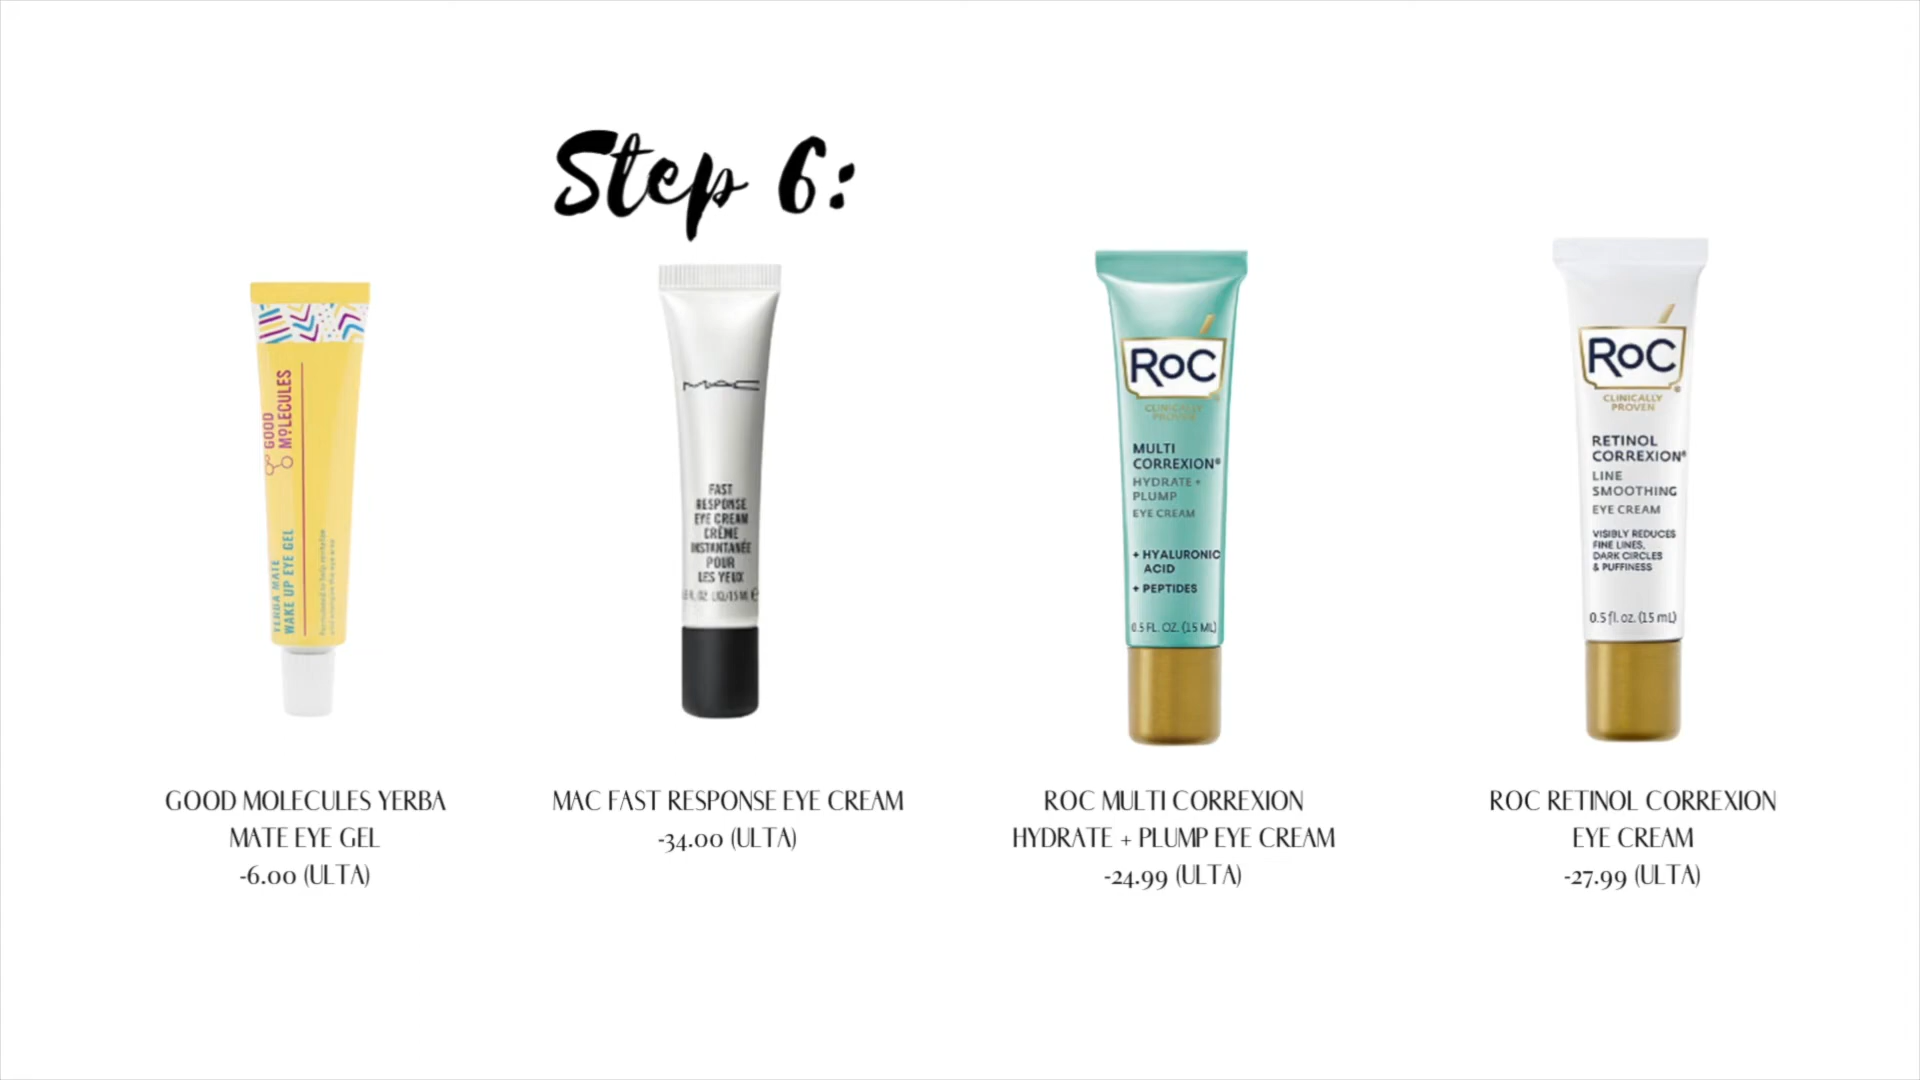 Step 6:
GOOD
MOLECULES
YERBA MATE
WAKE UP EYE GEL
MAC
FAST
RESPONSE
EYE CREAM
CRÈME
INSTANTANÉE
POUR
LES YEUX
RoC
CLINICALLY
PROVEN
MULTI
CORREXION®
HYDRATE +
PLUMP
EYE CREAM
+ HYALURONIC
ACID
+ PEPTIDES
0.5 FL. OZ. (15 ML)
RoC
CLINICALLY
PROVEN
RETINOL
CORREXION®
LINE
SMOOTHING
EYE CREAM
VISIBLY REDUCES
FINE LINES,
DARK CIRCLES
& PUFFINESS
0.5 fl. oz. (15 mL)
GOOD MOLECULES YERBA
MATE EYE GEL
-6.00 (ULTA)
MAC FAST RESPONSE EYE CREAM
-34.00 (ULTA)
ROC MULTI CORREXION
HYDRATE + PLUMP EYE CREAM
-24.99 (ULTA)
ROC RETINOL CORREXION
EYE CREAM
-27.99 (ULTA)